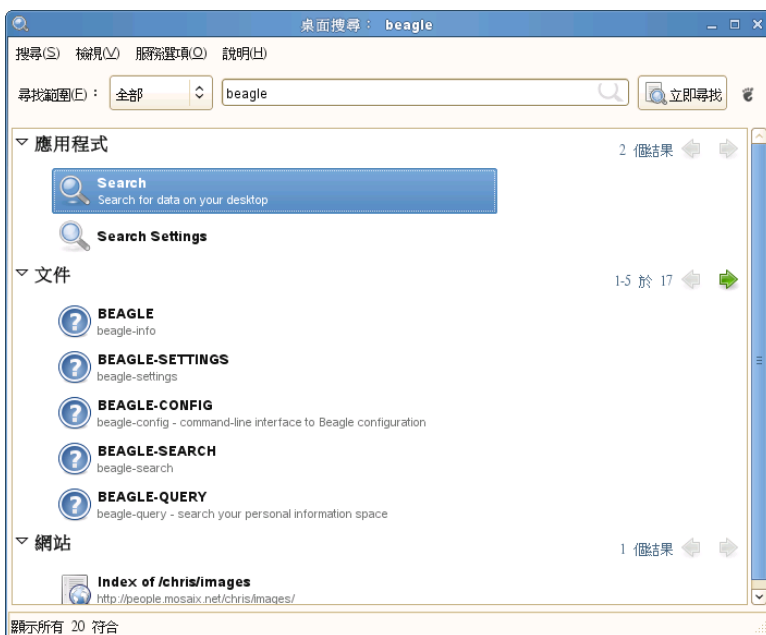 桌面搜尋： beagle
搜尋(S) 檢視(V) 服務選項(O) 說明(H)
尋找範圍(F)： 全部 beagle 立即尋找
應用程式 2 個結果
Search
Search for data on your desktop
Search Settings
文件 1-5 於 17
BEAGLE
beagle-info
BEAGLE-SETTINGS
beagle-settings
BEAGLE-CONFIG
beagle-config - command-line interface to Beagle configuration
BEAGLE-SEARCH
beagle-search
BEAGLE-QUERY
beagle-query - search your personal information space
網站 1 個結果
Index of /chris/images
http://people.mosaix.net/chris/images/
顯示所有 20 符合